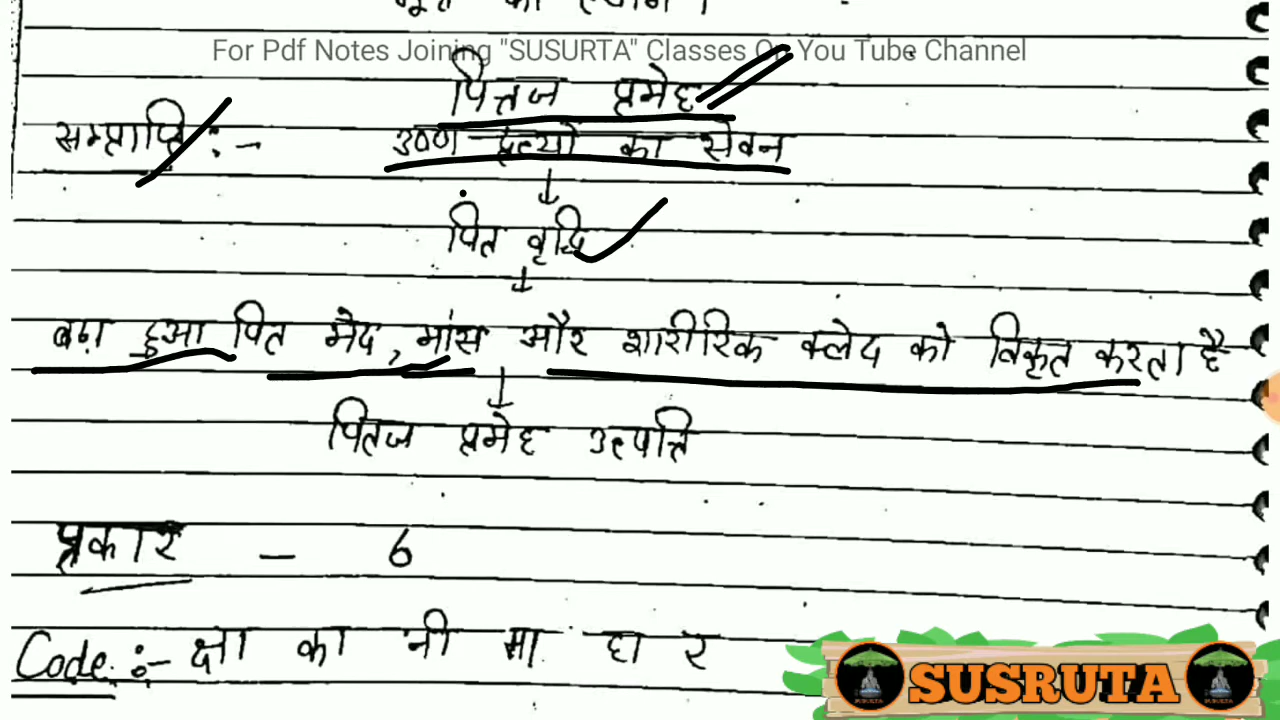 मूत्र का त्याग ।
For Pdf Notes Joining "SUSURTA" Classes On You Tube Channel
पित्तज प्रमेह
सम्प्राप्ति :- उष्ण द्रव्यो का सेवन
↓
पित वृद्धि
↓
बढ़ा हुआ पित मेद, मांस और शारीरिक क्लेद को विकृत करता है
↓
पितज प्रमेह उत्पत्ति
प्रकार - 6
Code :- क्षा का नी मा हा र
SUSRUTA